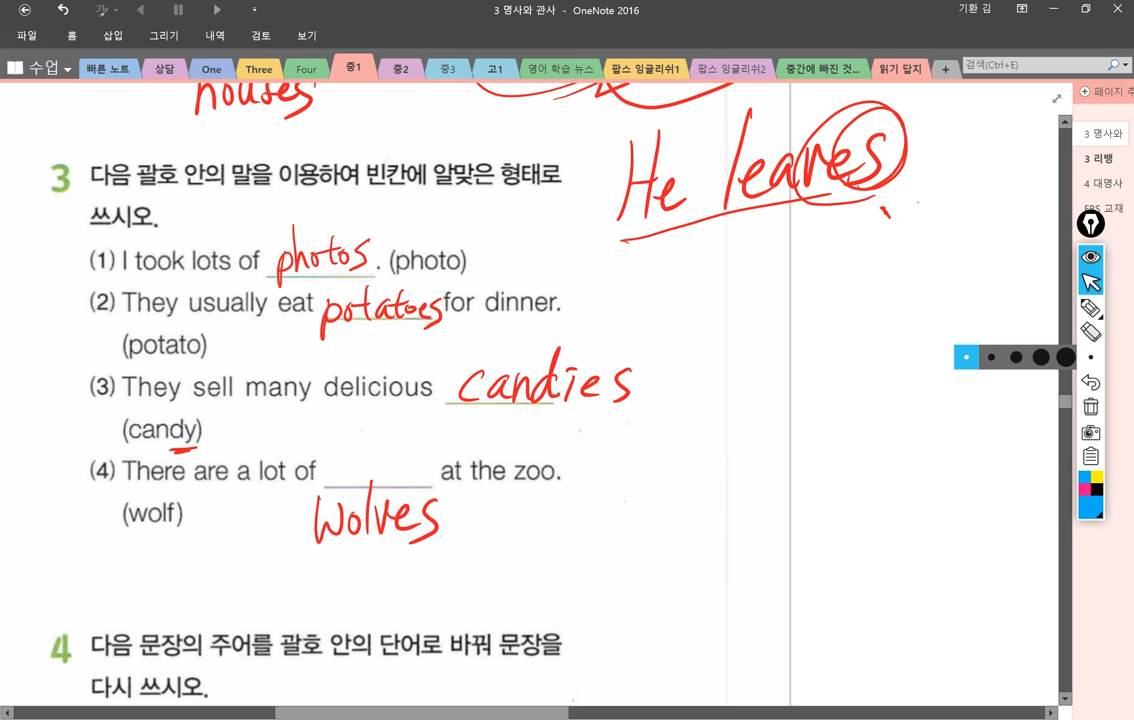 3 명사와 관사 - OneNote 2016
기환 김
파일 홈 삽입 그리기 내역 검토 보기
수업 빠른 노트 상담 One Three Four 중1 중2 중3 고1 영어 학습 뉴스 팝스 잉글리쉬1 팝스 잉글리쉬2 중간에 빠진 것... 읽기 답지 + 검색(Ctrl+E)
houses
페이지 추
3 명사와
3 리뱅
4 대명사
EBS 교재
He leaves
3 다음 괄호 안의 말을 이용하여 빈칸에 알맞은 형태로
쓰시오.
(1) I took lots of photos. (photo)
(2) They usually eat potatoes for dinner.
(potato)
(3) They sell many delicious candies
(candy)
(4) There are a lot of ________ at the zoo.
(wolf) wolves
4 다음 문장의 주어를 괄호 안의 단어로 바꿔 문장을
다시 쓰시오.